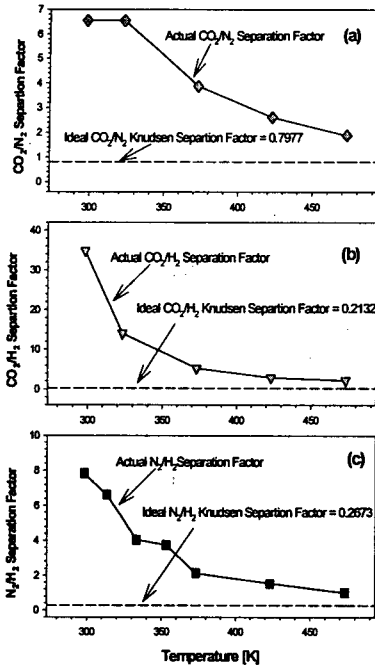 7
6
5
4
3
2
1
0
CO2/N2 Separtion Factor
(a)
Actual CO2/N2 Separation Factor
Ideal CO2/N2 Knudsen Separtion Factor = 0.7977
300 350 400 450
40
30
20
10
0
CO2/H2 Separtion Factor
(b)
Actual CO2/H2 Separation Factor
Ideal CO2/H2 Knudsen Separtion Factor = 0.2132
300 350 400 450
10
8
6
4
2
0
N2/H2 Separation Factor
(c)
Actual N2/H2 Separation Factor
Ideal N2/H2 Knudsen Separtion Factor = 0.2673
300 350 400 450
Temperature [K]